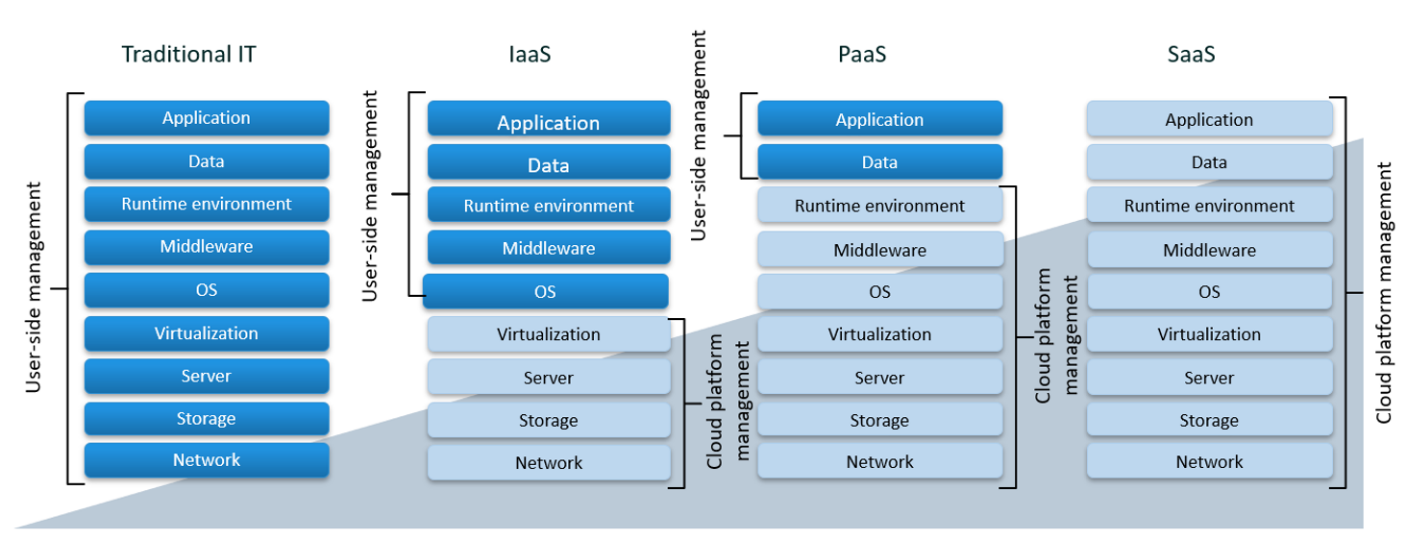 Traditional IT
User-side management
Application
Data
Runtime environment
Middleware
OS
Virtualization
Server
Storage
Network
IaaS
User-side management
Application
Data
Runtime environment
Middleware
OS
Virtualization
Server
Storage
Network
Cloud platform
management
PaaS
User-side management
Application
Data
Runtime environment
Middleware
OS
Virtualization
Server
Storage
Network
Cloud platform
management
SaaS
Application
Data
Runtime environment
Middleware
OS
Virtualization
Server
Storage
Network
Cloud platform management